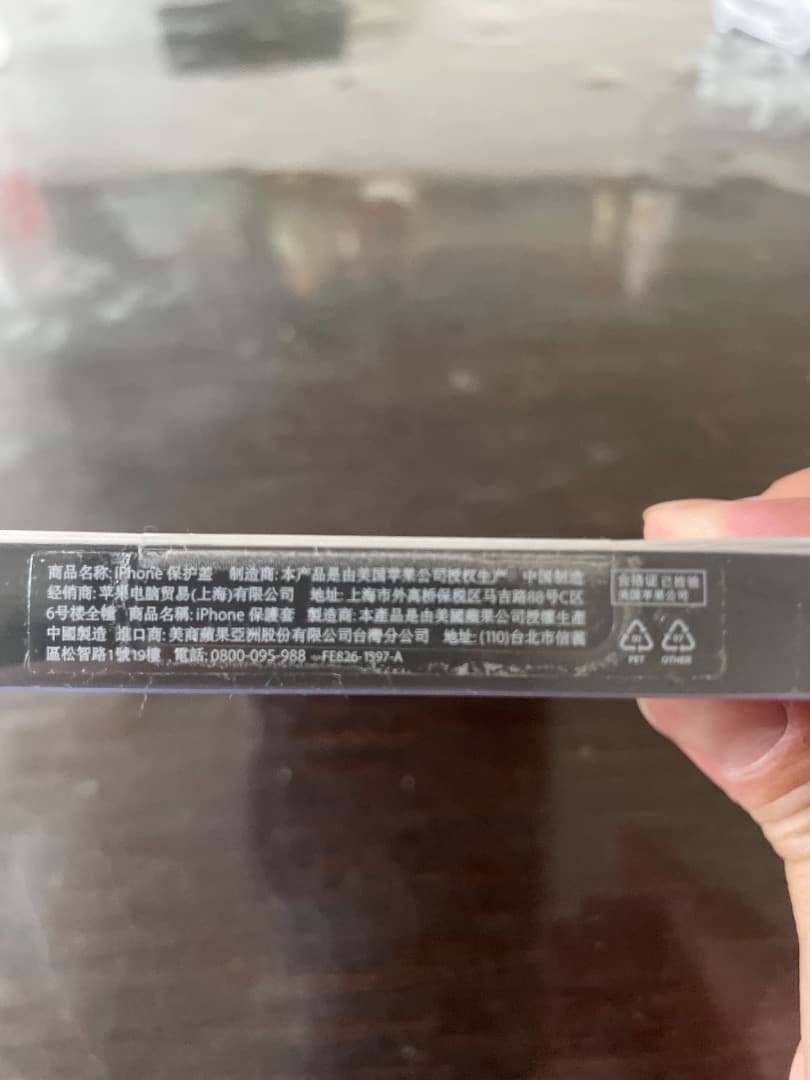 商品名称: iPhone 保护盖 制造商: 本产品是由美国苹果公司授权生产 中国制造
经销商: 苹果电脑贸易(上海)有限公司 地址: 上海市外高桥保税区马吉路88号C区
6号楼全幢 商品名稱: iPhone 保護套 製造商: 本產品是由美國蘋果公司授權生產
中國製造 進口商: 美商蘋果亞洲股份有限公司台灣分公司 地址: (110)台北市信義
區松智路1號19樓 電話: 0800-095-988 FE826-1597-A
合格证 已检验
美国苹果公司
01
PET
07
OTHER